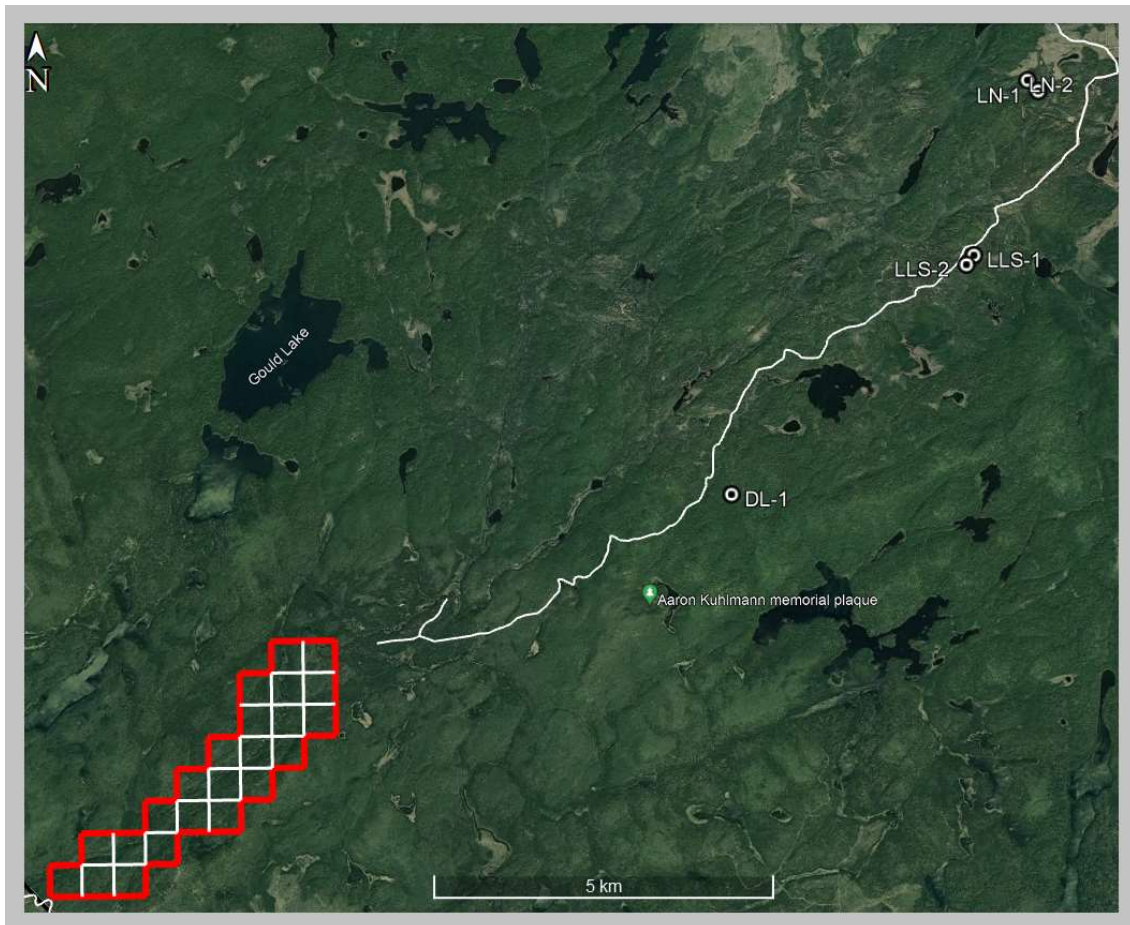 N
LN-1
LN-2
LLS-2
LLS-1
Gould Lake
DL-1
Aaron Kuhlmann memorial plaque
5 km